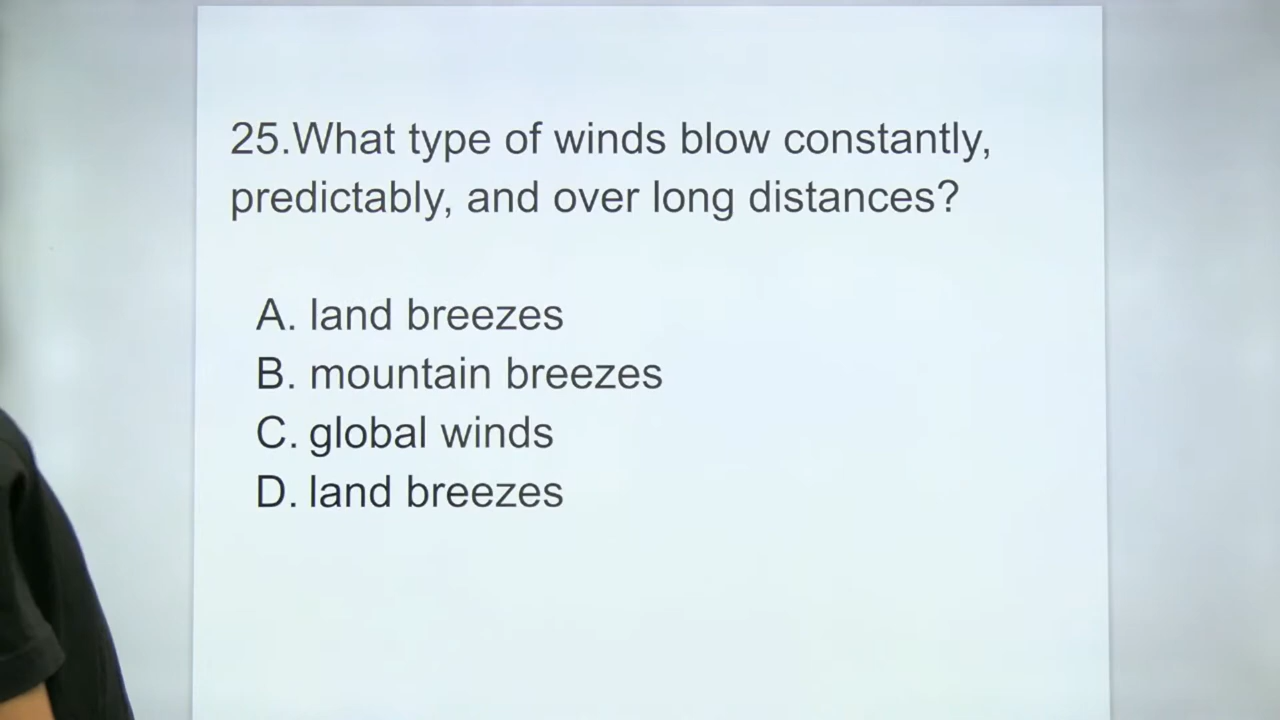 25.What type of winds blow constantly,
predictably, and over long distances?
A. land breezes
B. mountain breezes
C. global winds
D. land breezes